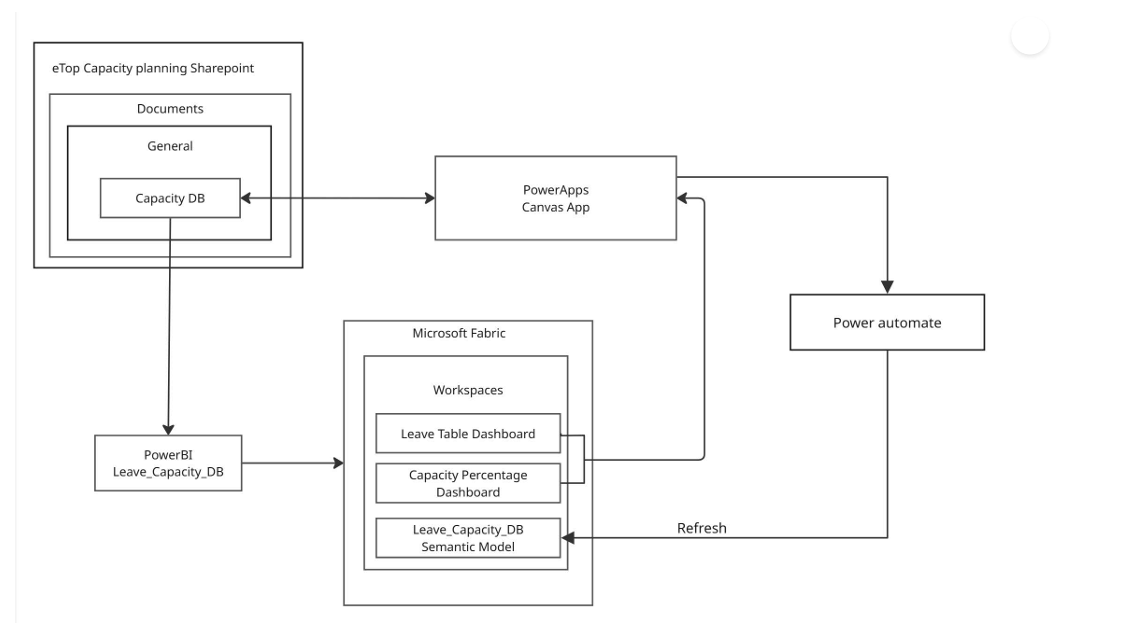 eTop Capacity planning Sharepoint
Documents
General
Capacity DB
PowerApps
Canvas App
Power automate
Microsoft Fabric
Workspaces
Leave Table Dashboard
Capacity Percentage
Dashboard
Leave_Capacity_DB
Semantic Model
PowerBI
Leave_Capacity_DB
Refresh